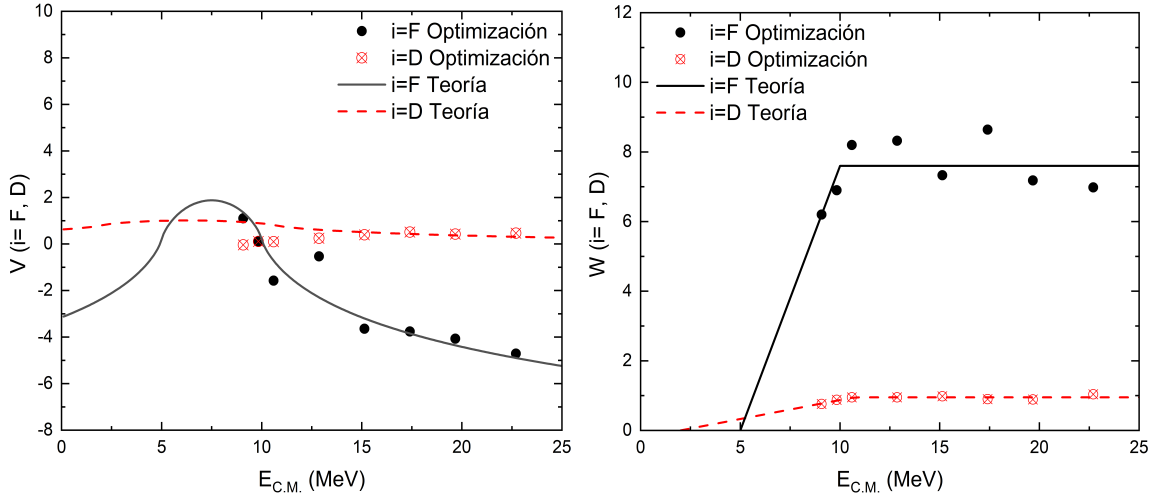 10
8
6
4
2
0
-2
-4
-6
-8
V (i= F, D)
i=F Optimización
i=D Optimización
i=F Teoría
i=D Teoría
0 5 10 15 20 25
E_C.M. (MeV)
12
10
8
6
4
2
0
W (i= F, D)
i=F Optimización
i=D Optimización
i=F Teoría
i=D Teoría
0 5 10 15 20 25
E_C.M. (MeV)